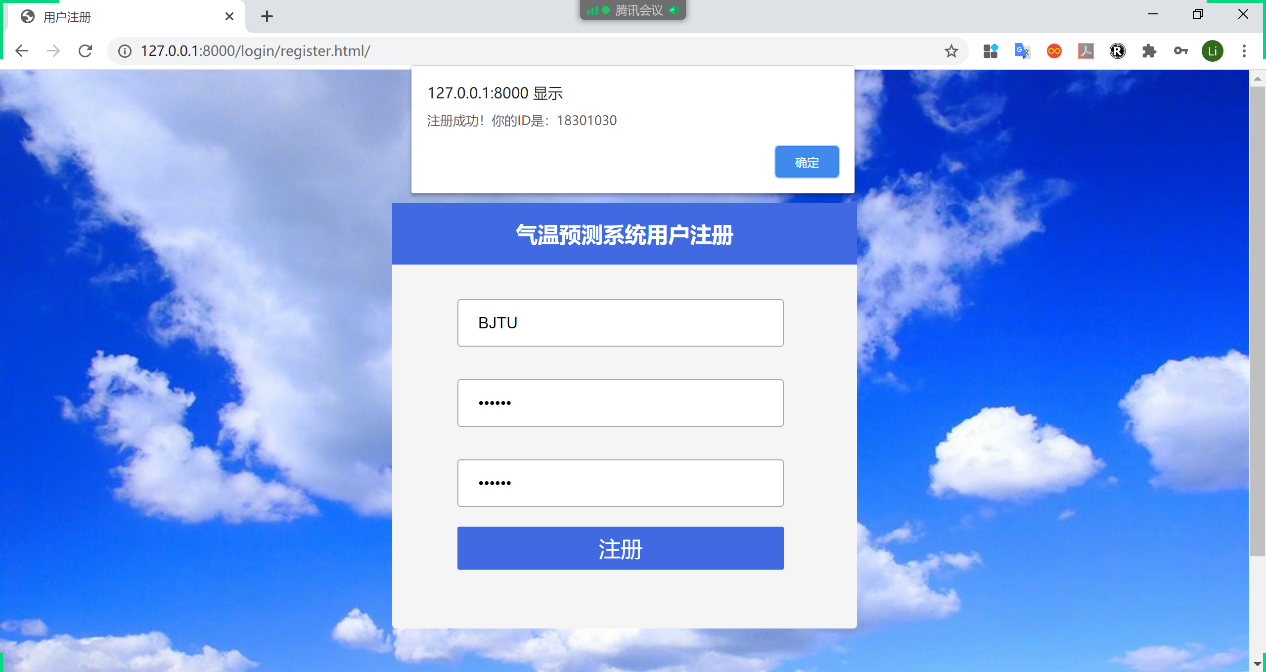 用户注册
腾讯会议
127.0.0.1:8000/login/register.html/
Li
127.0.0.1:8000 显示
注册成功！你的ID是：18301030
确定
气温预测系统用户注册
BJTU
••••••
••••••
注册